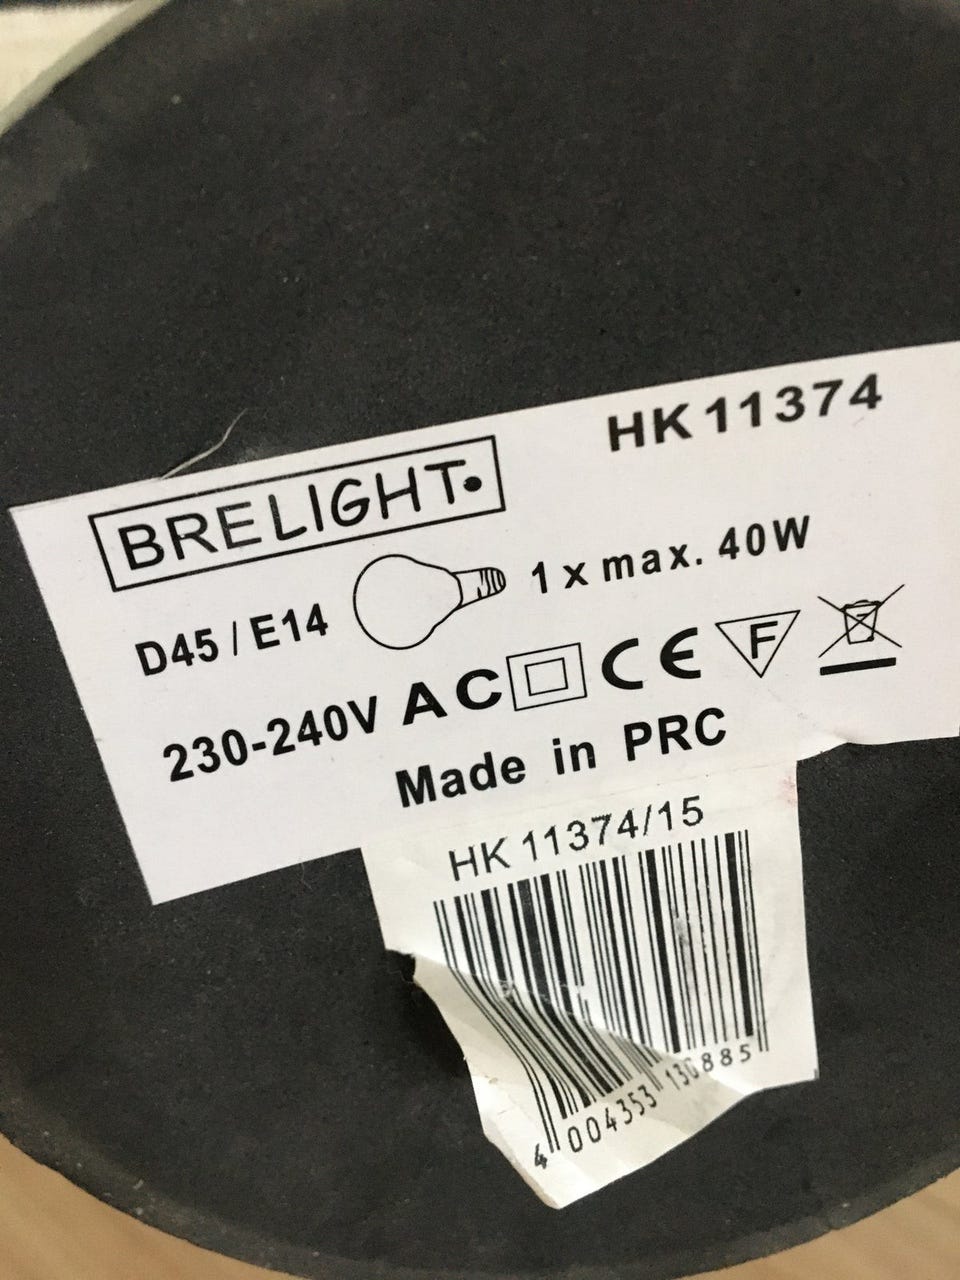 HK 11374
BRELIGHT.
D45 / E14 1 x max. 40W
230-240V AC CE F
Made in PRC
HK 11374/15
4 004353 130885